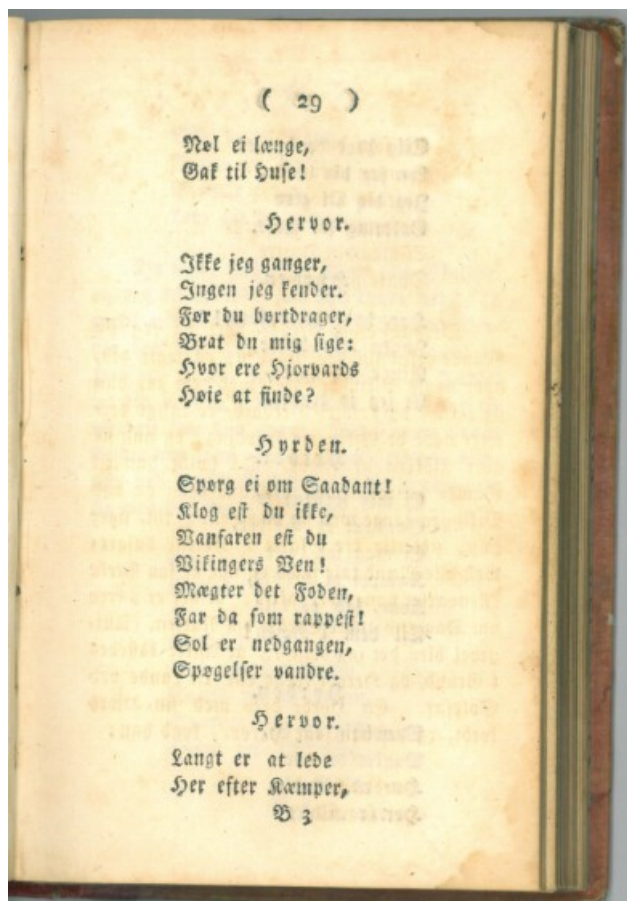 ( 29 )
Nøl ei længe,
Gak til Huse!
Hervor.
Ikke jeg ganger,
Ingen jeg kender.
Før du bortdrager,
Brat du mig sige:
Hvor ere Hjorvards
Høie at finde?
Hyrden.
Spørg ei om Saadant!
Klog est du ikke,
Vanfaren est du
Vikingers Ven!
Mægter det Foden,
Far da som rappest!
Sol er nedgangen,
Spøgelser vandre.
Hervor.
Langt er at lede
Her efter Kæmper,
B 3